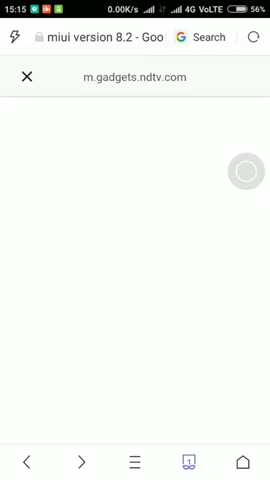 15:15 0.00K/s 4G VoLTE 56%
miui version 8.2 - Goo Search
m.gadgets.ndtv.com
1